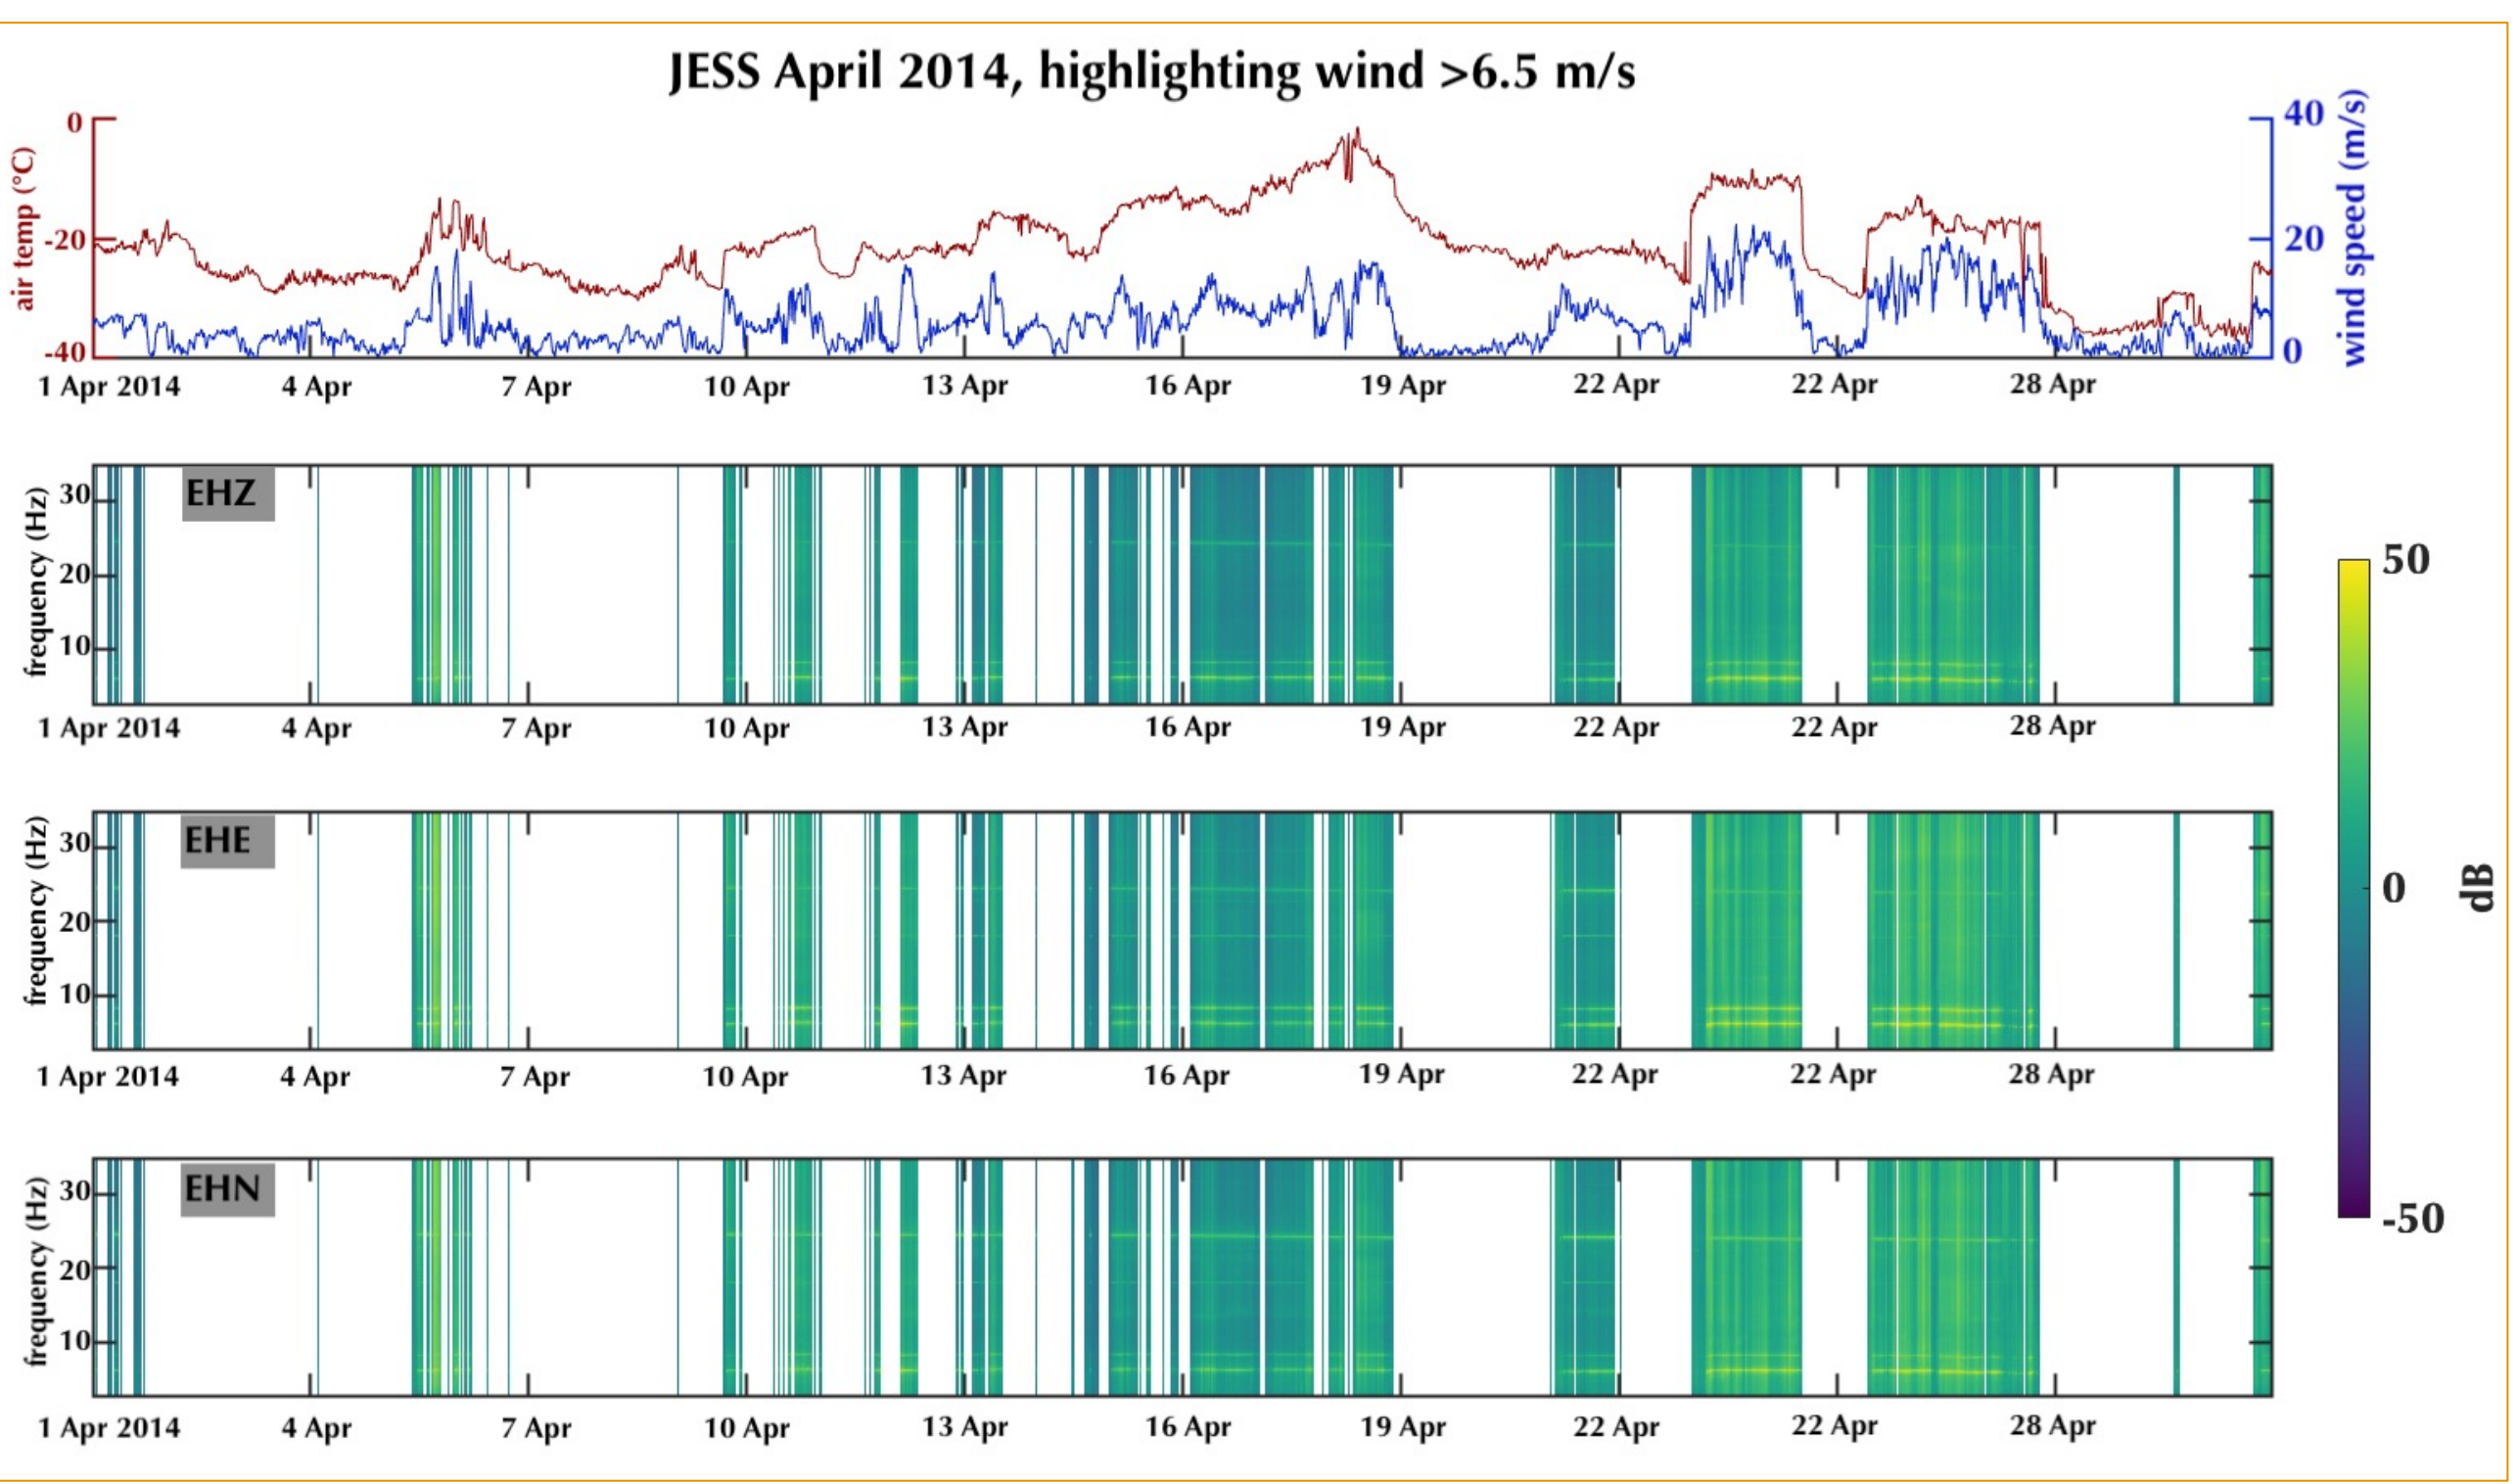 JESS April 2014, highlighting wind >6.5 m/s
air temp (°C)
0
-20
-40
40
20
0
wind speed (m/s)
1 Apr 2014 4 Apr 7 Apr 10 Apr 13 Apr 16 Apr 19 Apr 22 Apr 22 Apr 28 Apr
EHZ
frequency (Hz)
30
20
10
1 Apr 2014 4 Apr 7 Apr 10 Apr 13 Apr 16 Apr 19 Apr 22 Apr 22 Apr 28 Apr
EHE
frequency (Hz)
30
20
10
1 Apr 2014 4 Apr 7 Apr 10 Apr 13 Apr 16 Apr 19 Apr 22 Apr 22 Apr 28 Apr
EHN
frequency (Hz)
30
20
10
1 Apr 2014 4 Apr 7 Apr 10 Apr 13 Apr 16 Apr 19 Apr 22 Apr 22 Apr 28 Apr
50
0
-50
dB